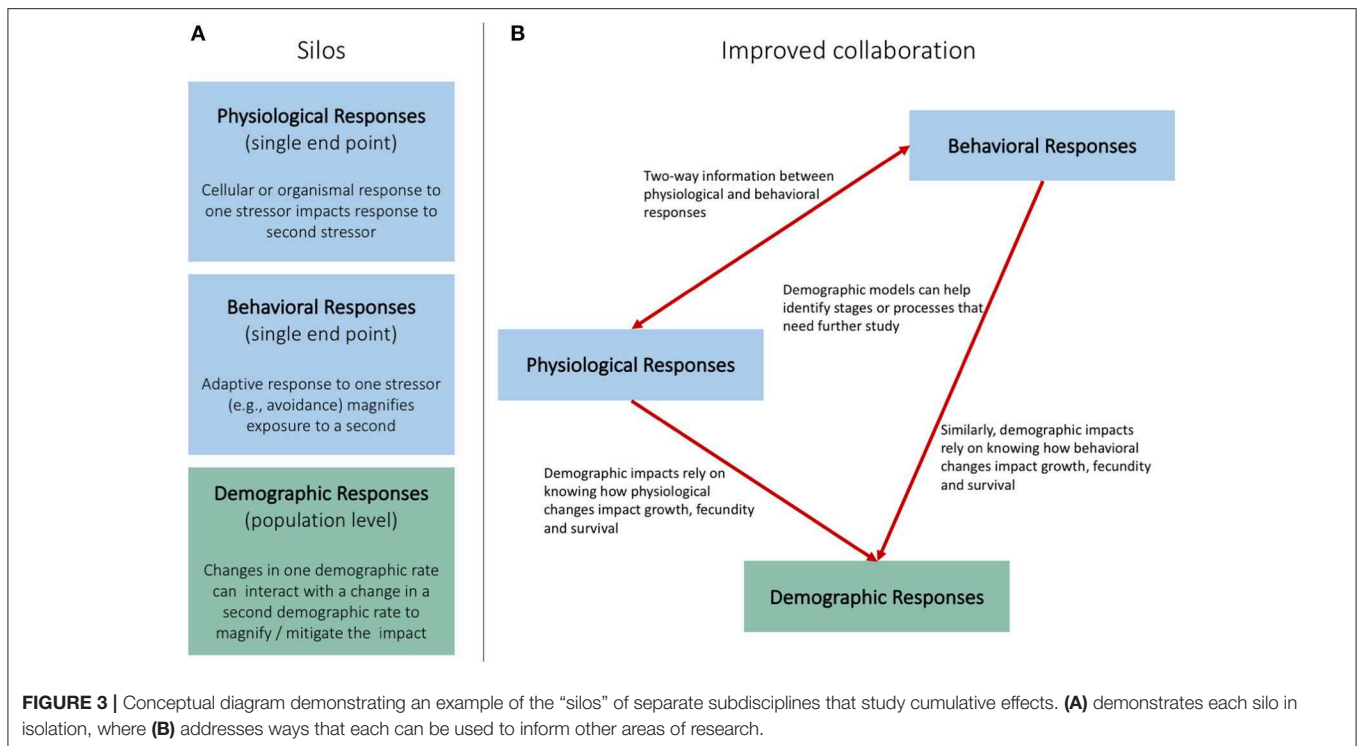 A
Silos
Physiological Responses
(single end point)
Cellular or organismal response to
one stressor impacts response to
second stressor
Behavioral Responses
(single end point)
Adaptive response to one stressor
(e.g., avoidance) magnifies
exposure to a second
Demographic Responses
(population level)
Changes in one demographic rate
can interact with a change in a
second demographic rate to
magnify / mitigate the impact
B
Improved collaboration
Behavioral Responses
Two-way information between
physiological and behavioral
responses
Demographic models can help
identify stages or processes that
need further study
Physiological Responses
Similarly, demographic impacts
rely on knowing how behavioral
changes impact growth, fecundity
and survival
Demographic impacts rely on
knowing how physiological
changes impact growth, fecundity
and survival
Demographic Responses
FIGURE 3 | Conceptual diagram demonstrating an example of the “silos” of separate subdisciplines that study cumulative effects. (A) demonstrates each silo in
isolation, where (B) addresses ways that each can be used to inform other areas of research.